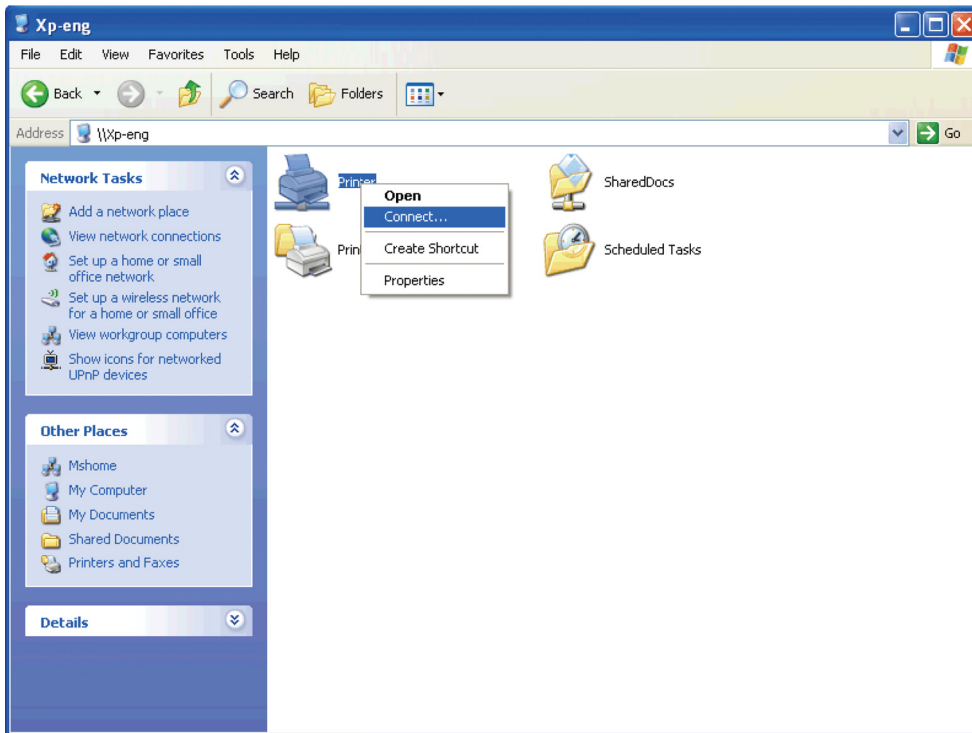 Xp-eng
File Edit View Favorites Tools Help
Back Search Folders
Address \\Xp-eng Go
Network Tasks
Add a network place
View network connections
Set up a home or small
office network
Set up a wireless network
for a home or small office
View workgroup computers
Show icons for networked
UPnP devices
Other Places
Mshome
My Computer
My Documents
Shared Documents
Printers and Faxes
Details
Printer
Open
Connect...
Create Shortcut
Properties
Prin
SharedDocs
Scheduled Tasks